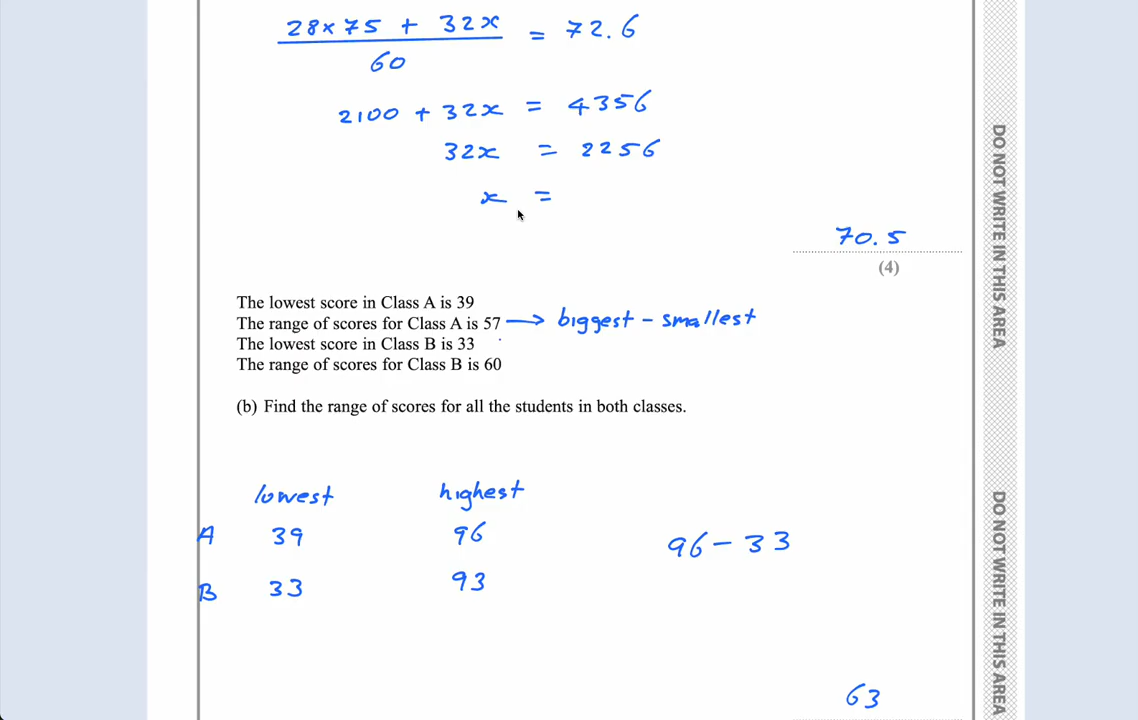 28 × 75 + 32x = 72.6
60
2100 + 32x = 4356
32x = 2256
x =
70.5
(4)
The lowest score in Class A is 39
The range of scores for Class A is 57 → biggest – smallest
The lowest score in Class B is 33
The range of scores for Class B is 60
(b) Find the range of scores for all the students in both classes.
lowest highest
A 39 96
96 – 33
B 33 93
63
DO NOT WRITE IN THIS AREA
DO NOT WRITE IN THIS AREA